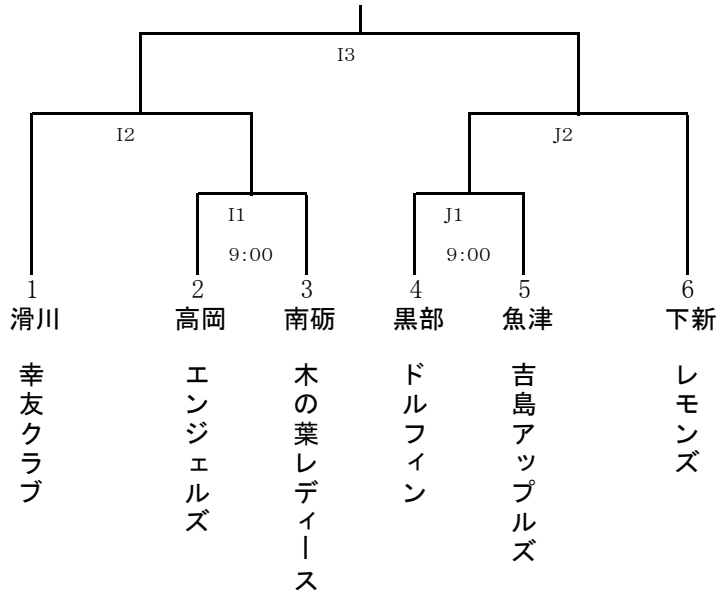 I3
I2
J2
I1
J1
9:00
9:00
1
2
3
4
5
6
滑川
高岡
南砺
黒部
魚津
下新
幸友クラブ
エンジェルズ
木の葉レディース
ドルフィン
吉島アップルズ
レモンズ